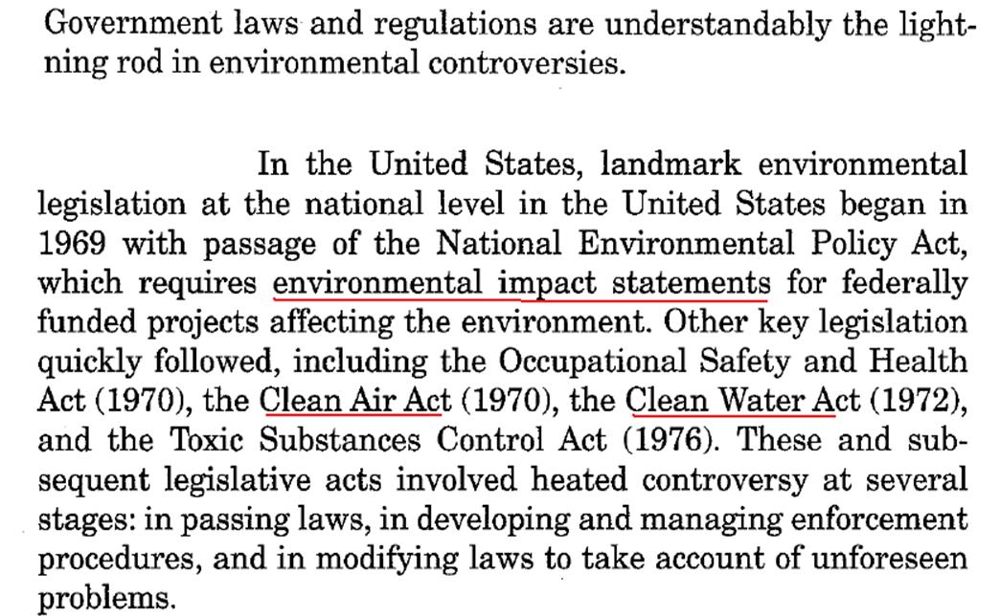 Government laws and regulations are understandably the light-
ning rod in environmental controversies.
In the United States, landmark environmental
legislation at the national level in the United States began in
1969 with passage of the National Environmental Policy Act,
which requires environmental impact statements for federally
funded projects affecting the environment. Other key legislation
quickly followed, including the Occupational Safety and Health
Act (1970), the Clean Air Act (1970), the Clean Water Act (1972),
and the Toxic Substances Control Act (1976). These and sub-
sequent legislative acts involved heated controversy at several
stages: in passing laws, in developing and managing enforcement
procedures, and in modifying laws to take account of unforeseen
problems.